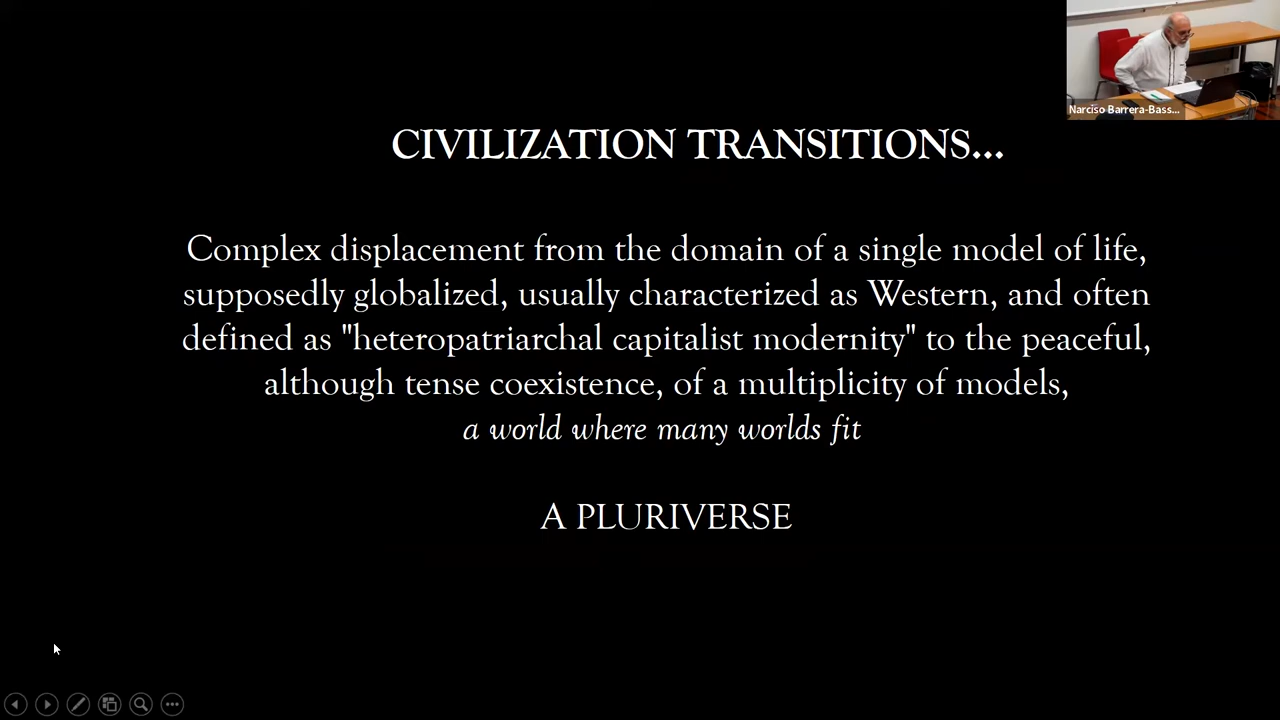 Narciso Barrera-Bass...
CIVILIZATION TRANSITIONS...
Complex displacement from the domain of a single model of life,
supposedly globalized, usually characterized as Western, and often
defined as "heteropatriarchal capitalist modernity" to the peaceful,
although tense coexistence, of a multiplicity of models,
a world where many worlds fit
A PLURIVERSE